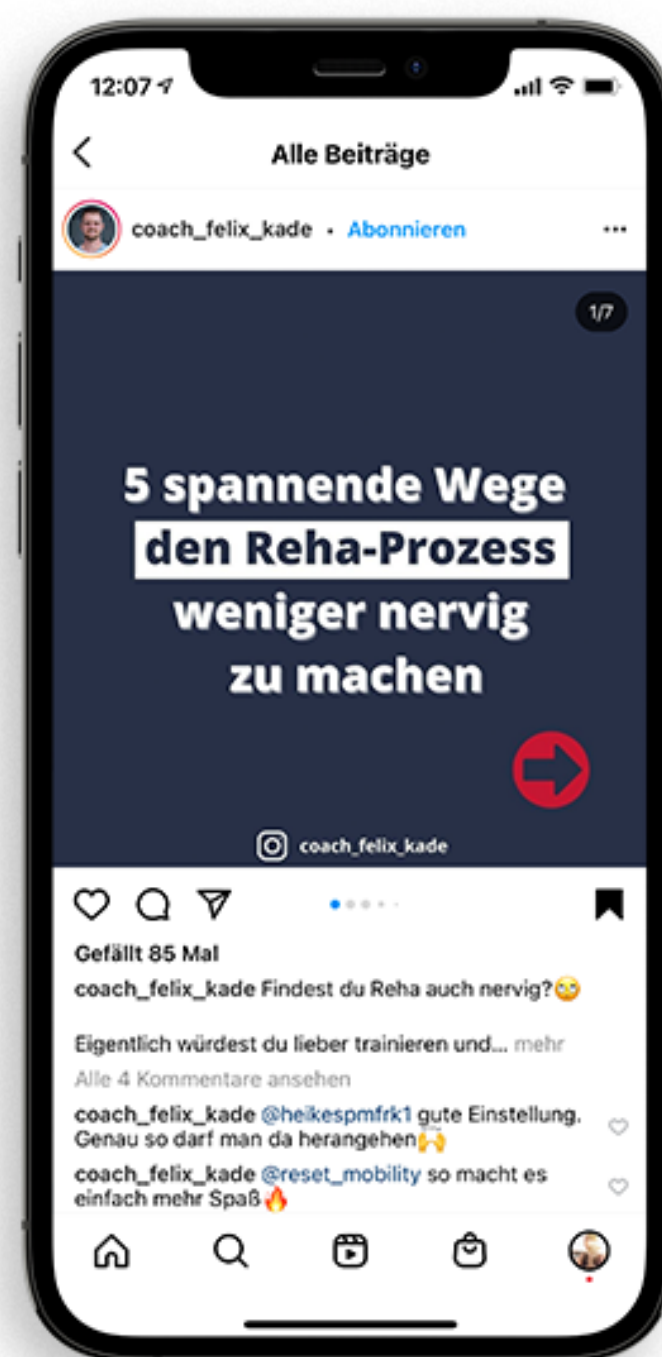 12:07
Alle Beiträge
coach_felix_kade • Abonnieren
1/7
5 spannende Wege
den Reha-Prozess
weniger nervig
zu machen
coach_felix_kade
Gefällt 85 Mal
coach_felix_kade Findest du Reha auch nervig?🙄
Eigentlich würdest du lieber trainieren und... mehr
Alle 4 Kommentare ansehen
coach_felix_kade @heikespmfrk1 gute Einstellung.
Genau so darf man da herangehen🙌
coach_felix_kade @reset_mobility so macht es
einfach mehr Spaß🔥